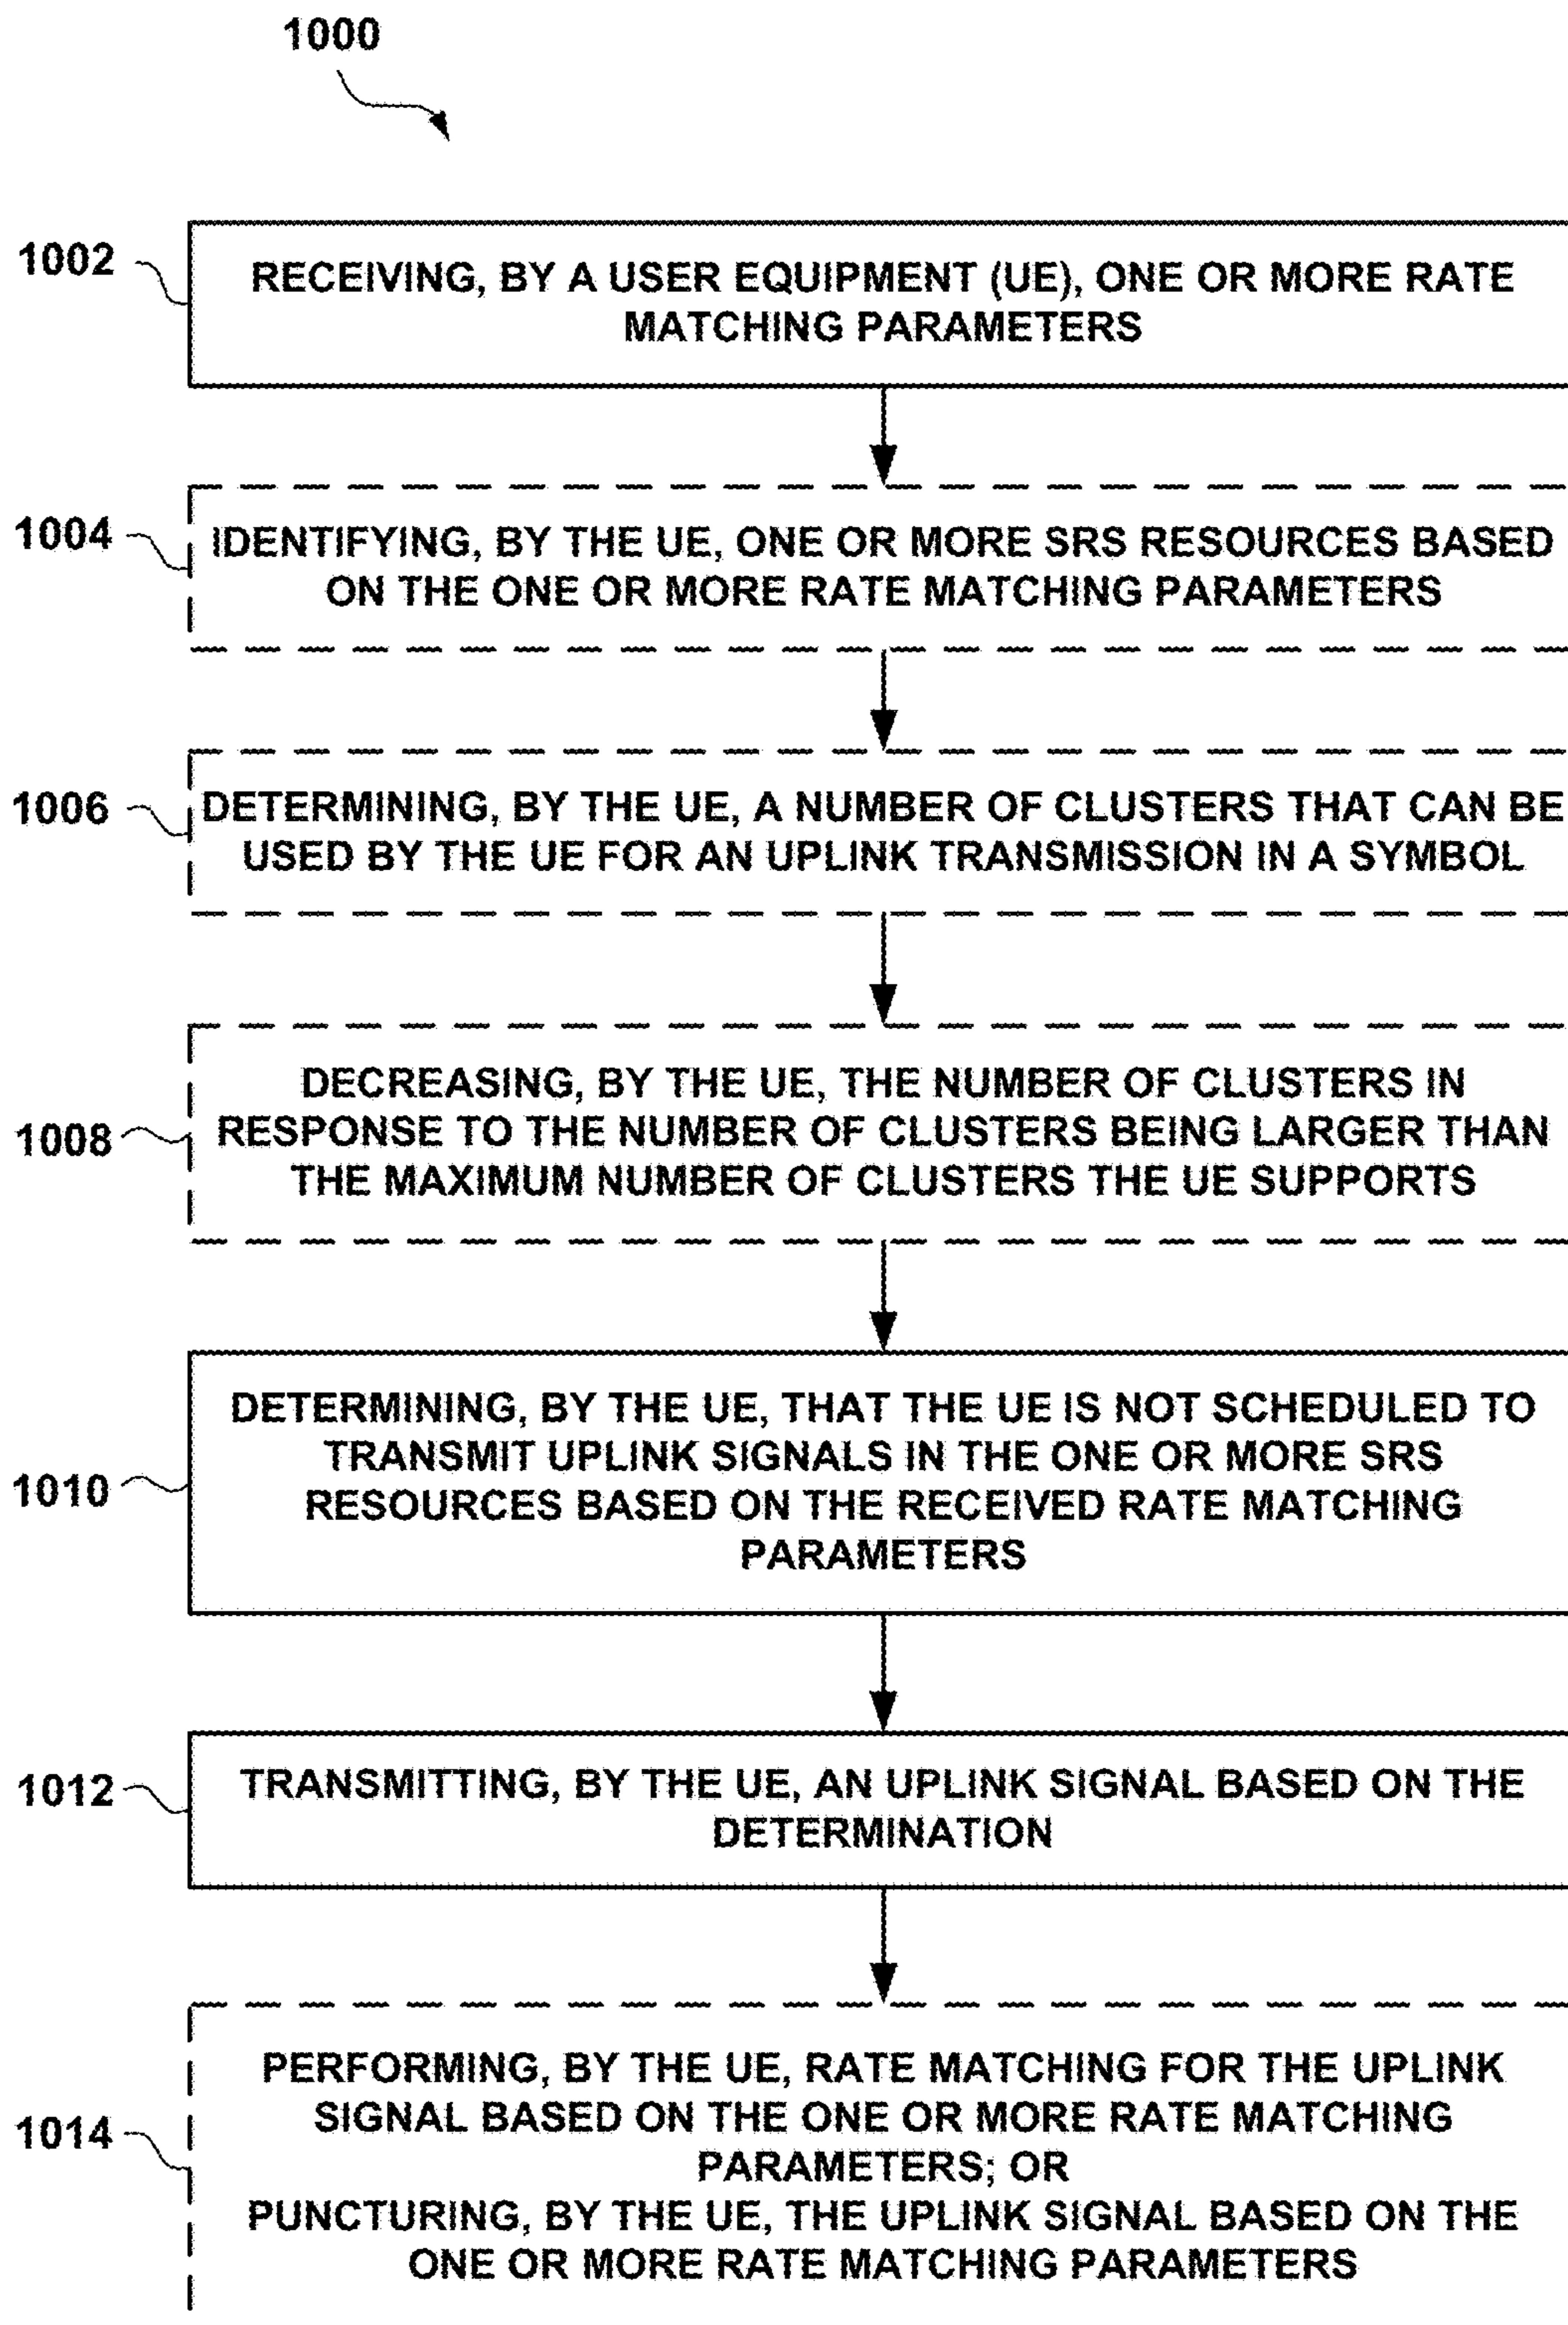 1000
1002
RECEIVING, BY A USER EQUIPMENT (UE), ONE OR MORE RATE
MATCHING PARAMETERS
1004
IDENTIFYING, BY THE UE, ONE OR MORE SRS RESOURCES BASED
ON THE ONE OR MORE RATE MATCHING PARAMETERS
1006
DETERMINING, BY THE UE, A NUMBER OF CLUSTERS THAT CAN BE
USED BY THE UE FOR AN UPLINK TRANSMISSION IN A SYMBOL
1008
DECREASING, BY THE UE, THE NUMBER OF CLUSTERS IN
RESPONSE TO THE NUMBER OF CLUSTERS BEING LARGER THAN
THE MAXIMUM NUMBER OF CLUSTERS THE UE SUPPORTS
1010
DETERMINING, BY THE UE, THAT THE UE IS NOT SCHEDULED TO
TRANSMIT UPLINK SIGNALS IN THE ONE OR MORE SRS
RESOURCES BASED ON THE RECEIVED RATE MATCHING
PARAMETERS
1012
TRANSMITTING, BY THE UE, AN UPLINK SIGNAL BASED ON THE
DETERMINATION
1014
PERFORMING, BY THE UE, RATE MATCHING FOR THE UPLINK
SIGNAL BASED ON THE ONE OR MORE RATE MATCHING
PARAMETERS; OR
PUNCTURING, BY THE UE, THE UPLINK SIGNAL BASED ON THE
ONE OR MORE RATE MATCHING PARAMETERS